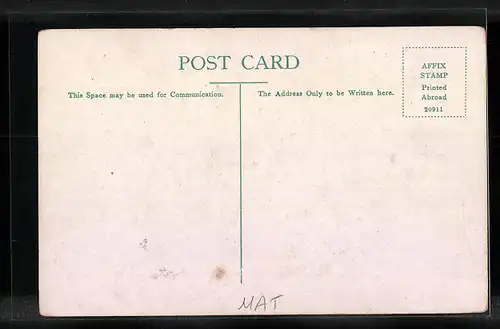 POST CARD
This Space may be used for Communication.
The Address Only to be Written here.
AFFIX
STAMP
Printed
Abroad
20911
MAT